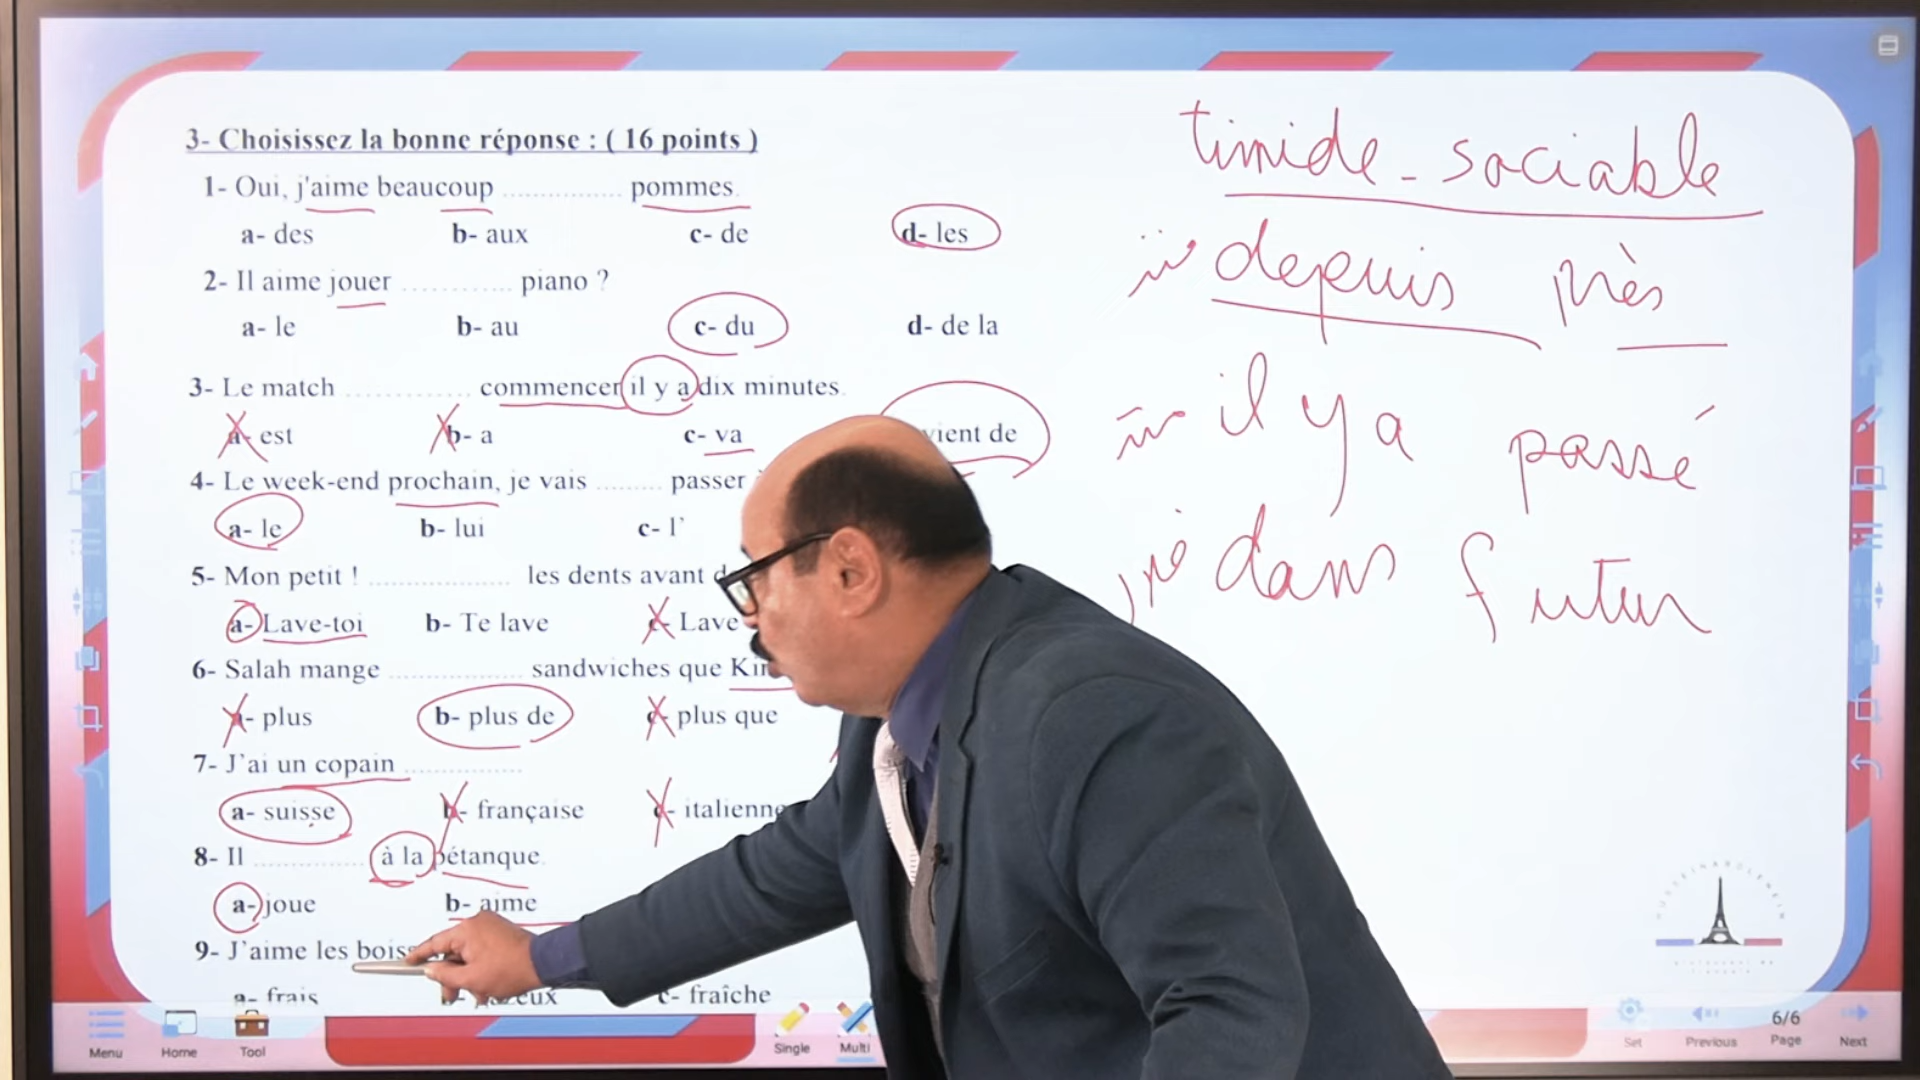 3- Choisissez la bonne réponse : ( 16 points )
1- Oui, j'aime beaucoup .............. pommes.
a- des b- aux c- de d- les
2- Il aime jouer ............. piano ?
a- le b- au c- du d- de la
3- Le match .............. commencer il y a dix minutes.
a- est b- a c- va vient de
4- Le week-end prochain, je vais ........ passer
a- le b- lui c- l'
5- Mon petit ! ................ les dents avant
a- Lave-toi b- Te lave c- Lave
6- Salah mange ............... sandwiches que
a- plus b- plus de c- plus que
7- J'ai un copain .............
a- suisse b- française c- italienne
8- Il ............ à la pétanque.
a- joue b- aime
9- J'aime les
a- frais c- fraîche
timide - sociable
depuis près
il y a passé
dans futur
Menu Home Tool Single Multi Set Previous 6/6 Page Next